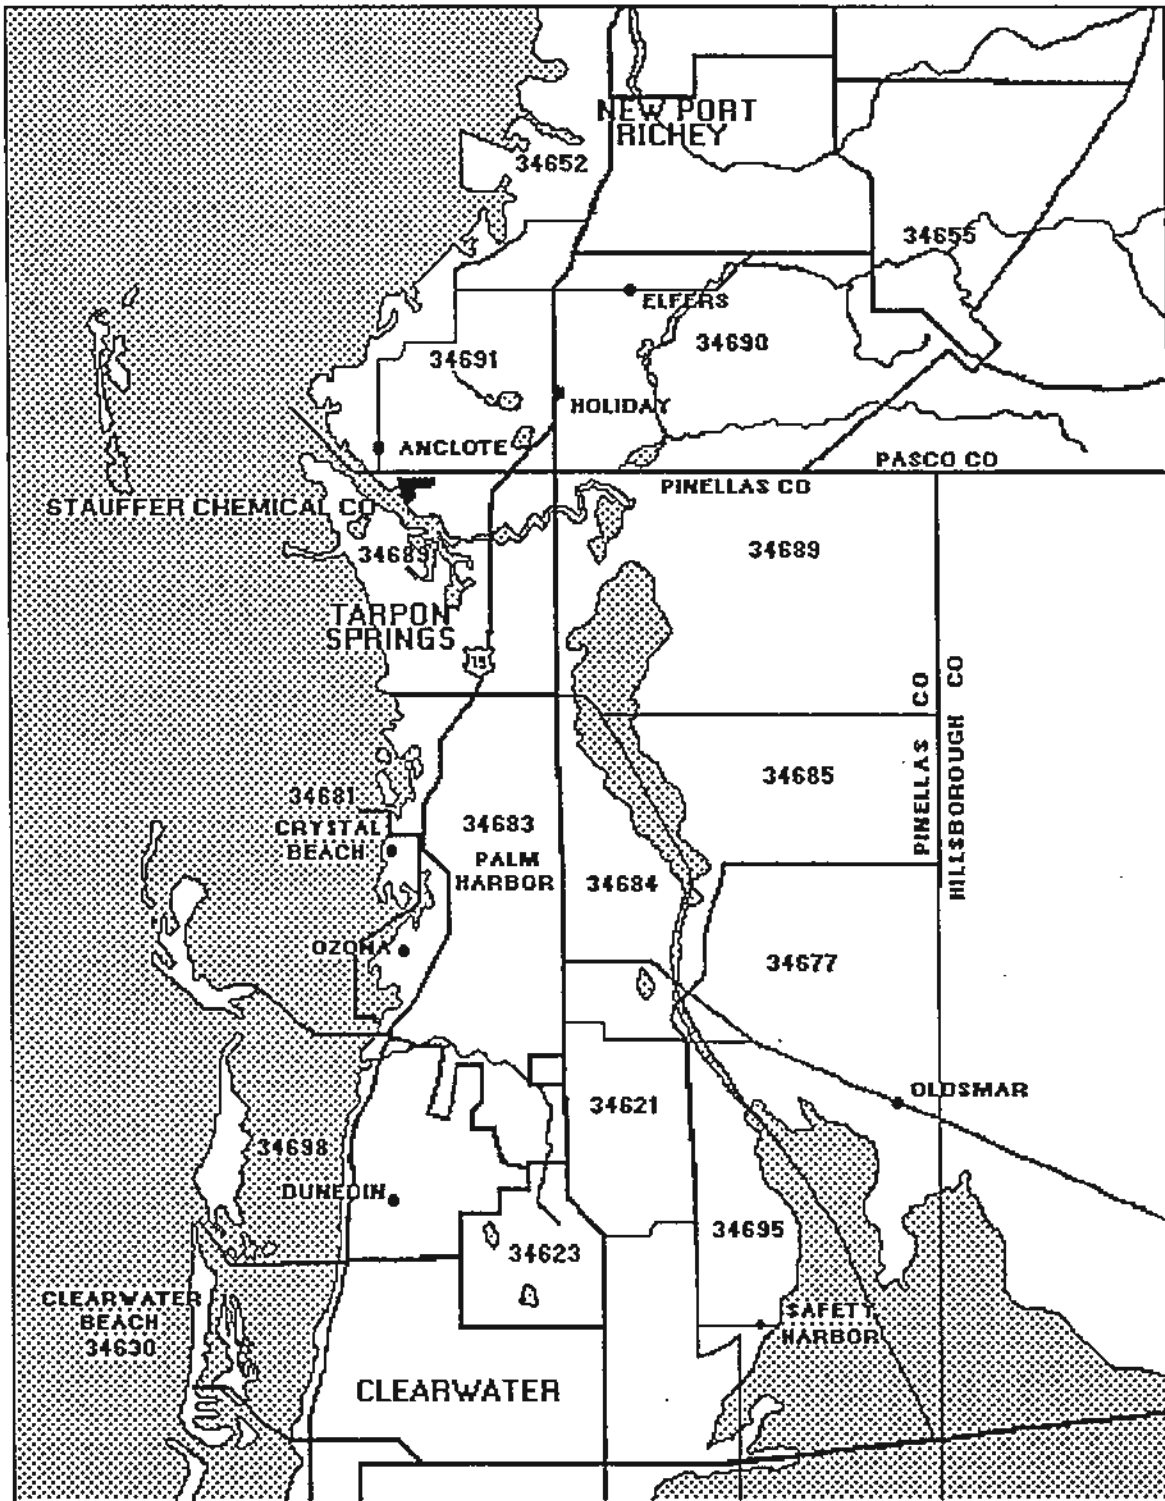 NEW PORT
RICHEY
34652
34655
ELFERS
34690
34691
HOLIDAY
ANCLOTE
PASCO CO
PINELLAS CO
STAUFFER CHEMICAL CO
34689
34689
TARPON
SPRINGS
19
PINELLAS CO
HILLSBOROUGH CO
34685
34681
CRYSTAL
BEACH
34683
PALM
HARBOR
34684
OZONA
34677
OLDSMAR
34621
34698
DUNEDIN
34695
34623
CLEARWATER
BEACH
34630
SAFETY
HARBOR
CLEARWATER